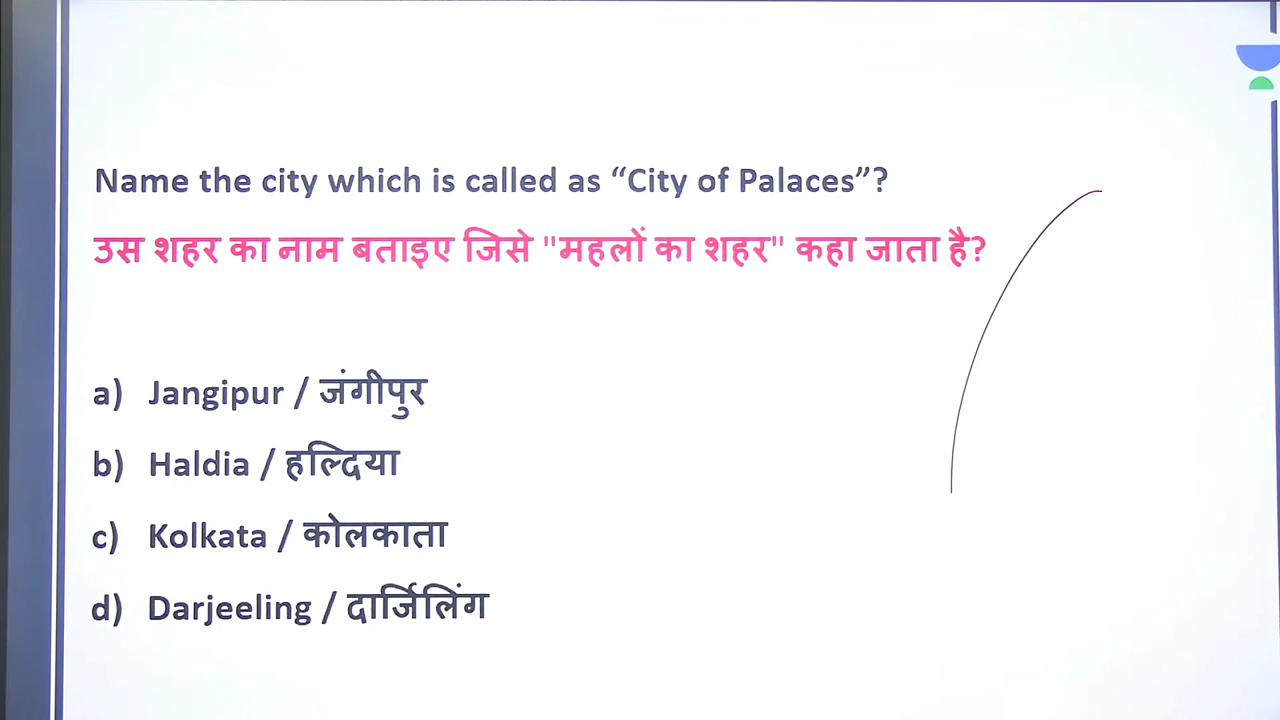 Name the city which is called as “City of Palaces”?
उस शहर का नाम बताइए जिसे "महलों का शहर" कहा जाता है?
a) Jangipur / जंगीपुर
b) Haldia / हल्दिया
c) Kolkata / कोलकाता
d) Darjeeling / दार्जिलिंग